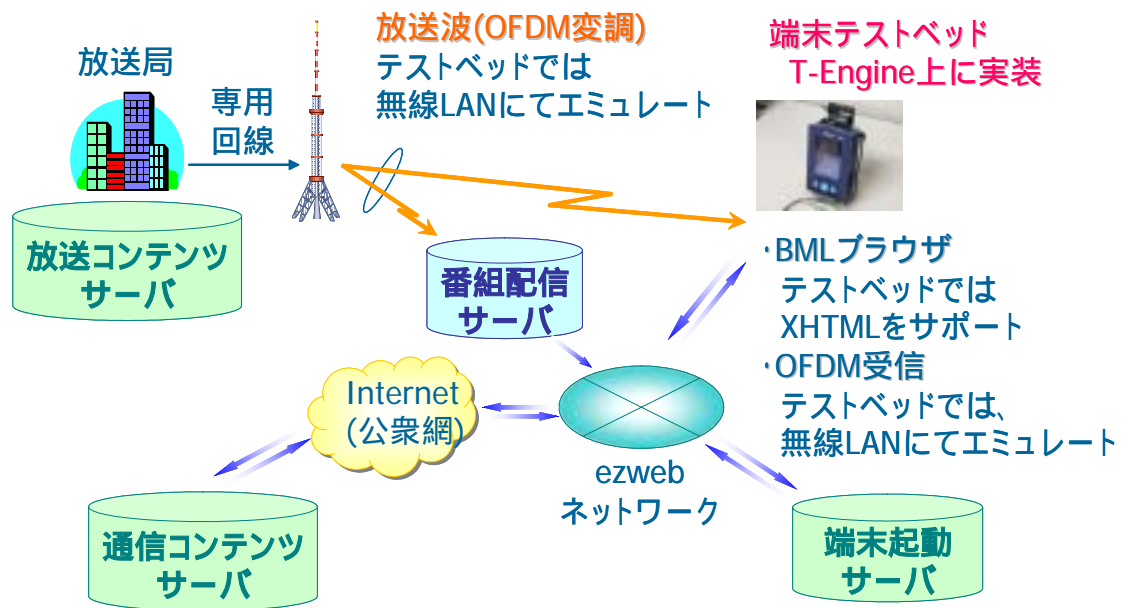 放送局
専用
回線
放送波(OFDM変調)
テストベッドでは
無線LANにてエミュレート
端末テストベッド
T-Engine上に実装
放送コンテンツ
サーバ
番組配信
サーバ
・BMLブラウザ
テストベッドでは
XHTMLをサポート
・OFDM受信
テストベッドでは、
無線LANにてエミュレート
Internet
(公衆網)
ezweb
ネットワーク
通信コンテンツ
サーバ
端末起動
サーバ